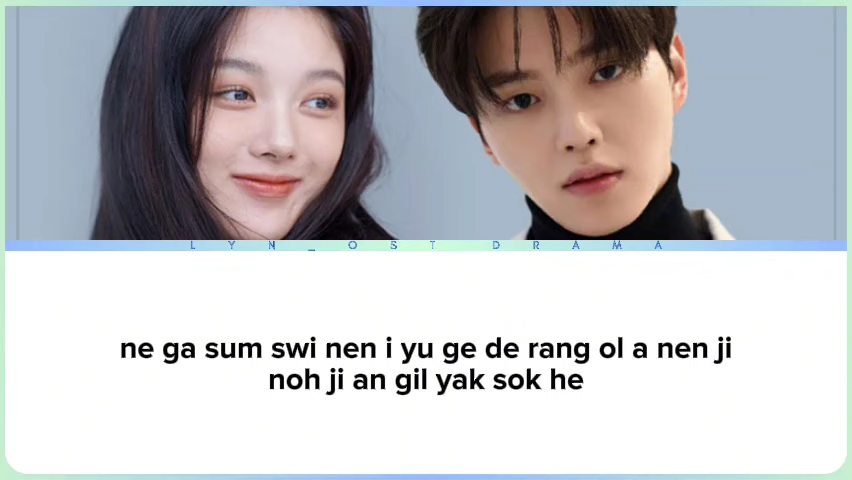 LYN_OST DRAMA
ne ga sum swi nen i yu ge de rang ol a nen ji
noh ji an gil yak sok he